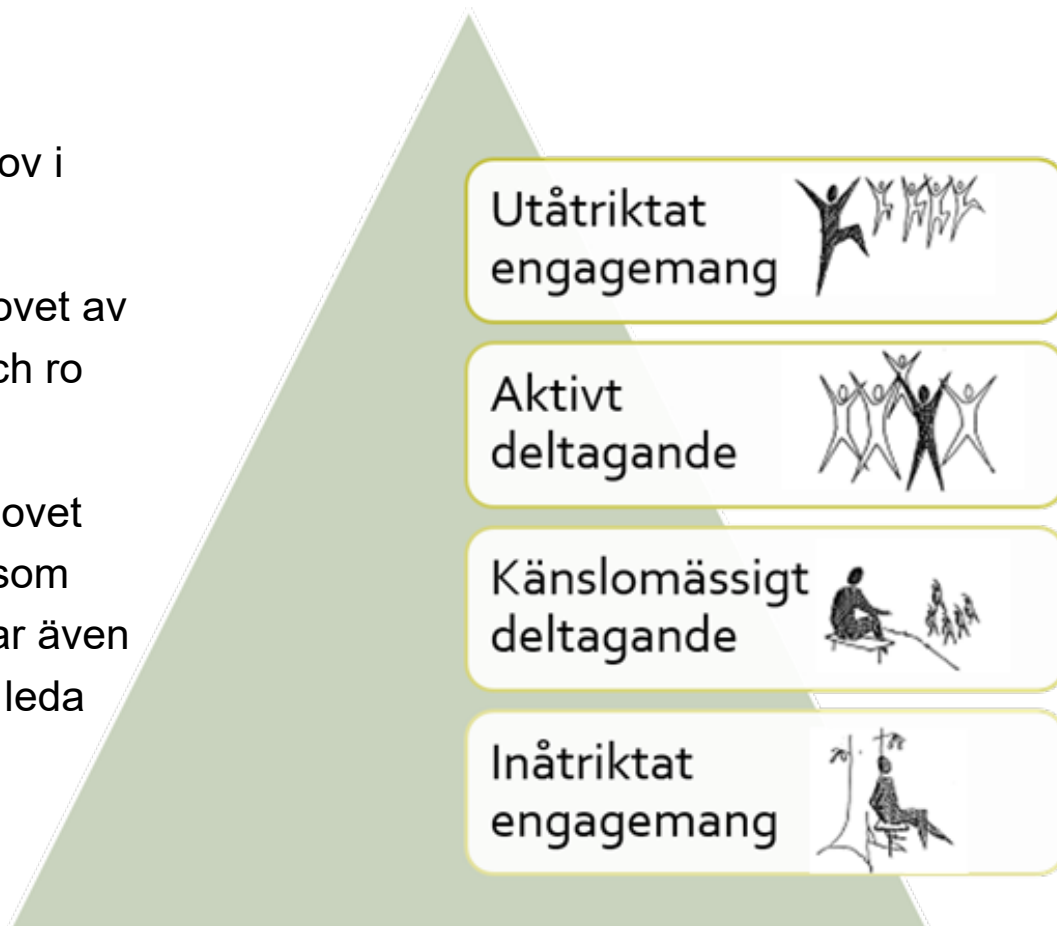 ov i
ovet av
ch ro
ovet
som
ar även
leda
Utåtriktat
engagemang
Aktivt
deltagande
Känslomässigt
deltagande
Inåtriktat
engagemang